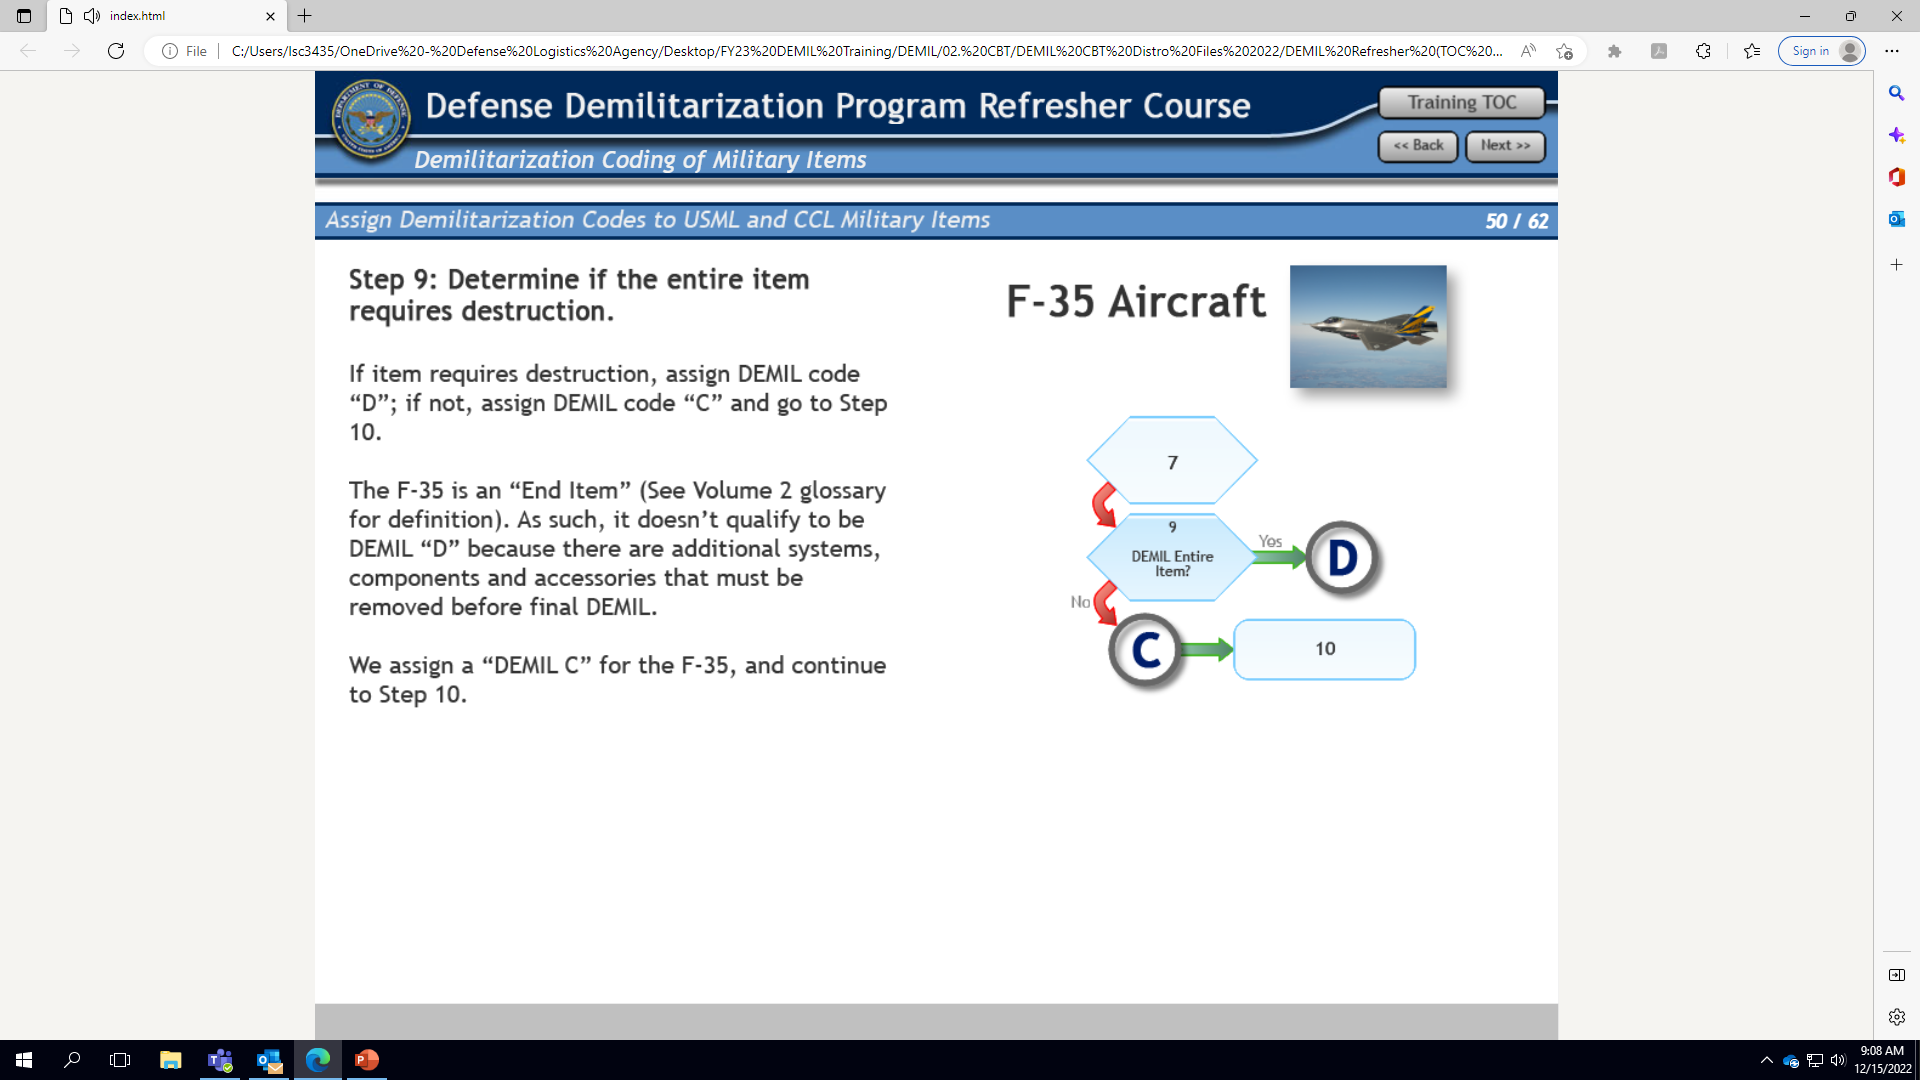 index.html
File
C:/Users/lsc3435/OneDrive%20-%20Defense%20Logistics%20Agency/Desktop/FY23%20DEMIL%20Training/DEMIL/02.%20CBT/DEMIL%20CBT%20Distro%20Files%202022/DEMIL%20Refresher%20(TOC%20...
Sign in
Defense Demilitarization Program Refresher Course
Training TOC
<< Back
Next >>
Demilitarization Coding of Military Items
Assign Demilitarization Codes to USML and CCL Military Items
50 / 62
Step 9: Determine if the entire item
requires destruction.
F-35 Aircraft
If item requires destruction, assign DEMIL code
“D”; if not, assign DEMIL code “C” and go to Step
10.
The F-35 is an “End Item” (See Volume 2 glossary
for definition). As such, it doesn’t qualify to be
DEMIL “D” because there are additional systems,
components and accessories that must be
removed before final DEMIL.
We assign a “DEMIL C” for the F-35, and continue
to Step 10.
7
9
DEMIL Entire
Item?
Yes
D
No
C
10
9:08 AM
12/15/2022